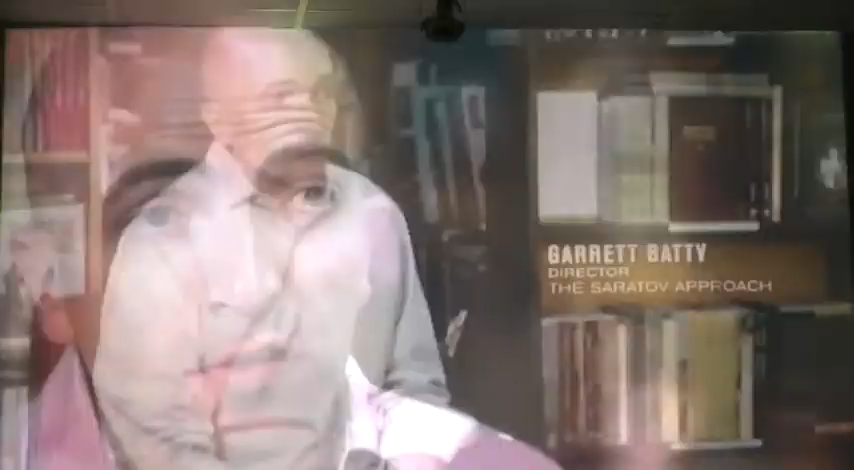 GARRETT BATTY
DIRECTOR
THE SARATOV APPROACH